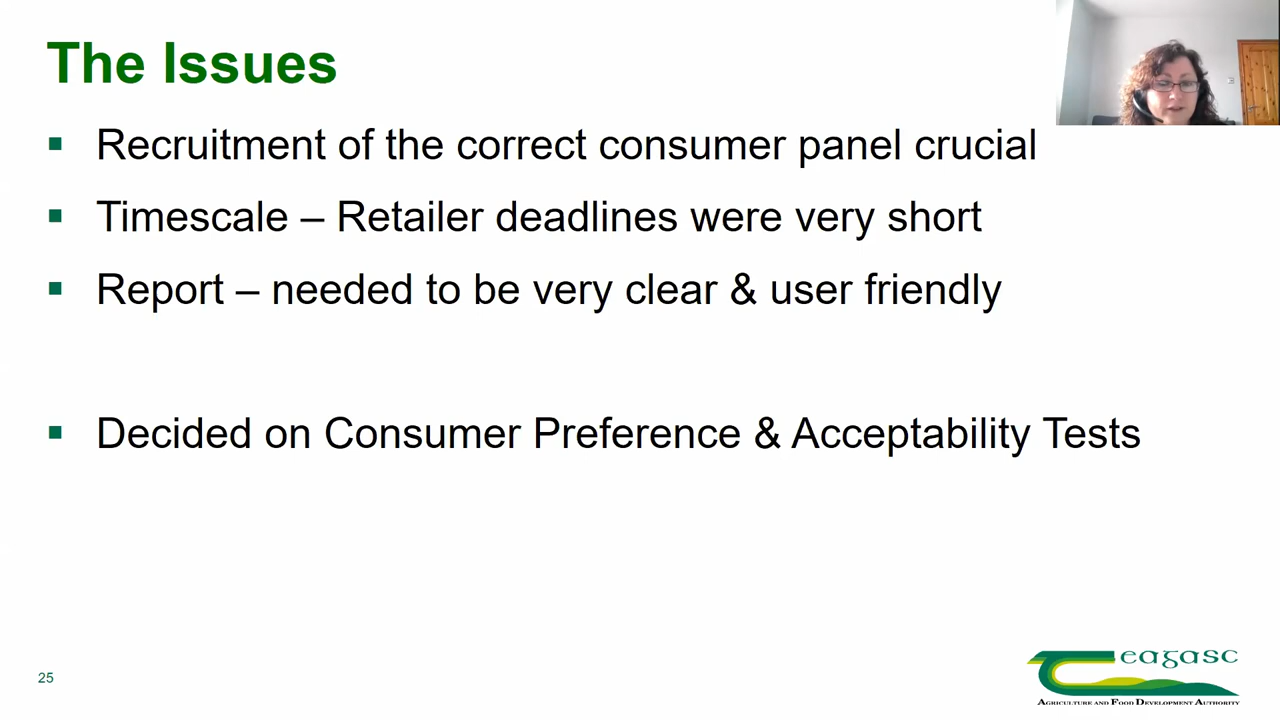 The Issues
▪ Recruitment of the correct consumer panel crucial
▪ Timescale – Retailer deadlines were very short
▪ Report – needed to be very clear & user friendly
▪ Decided on Consumer Preference & Acceptability Tests
25
eagasc
Agriculture and Food Development Authority